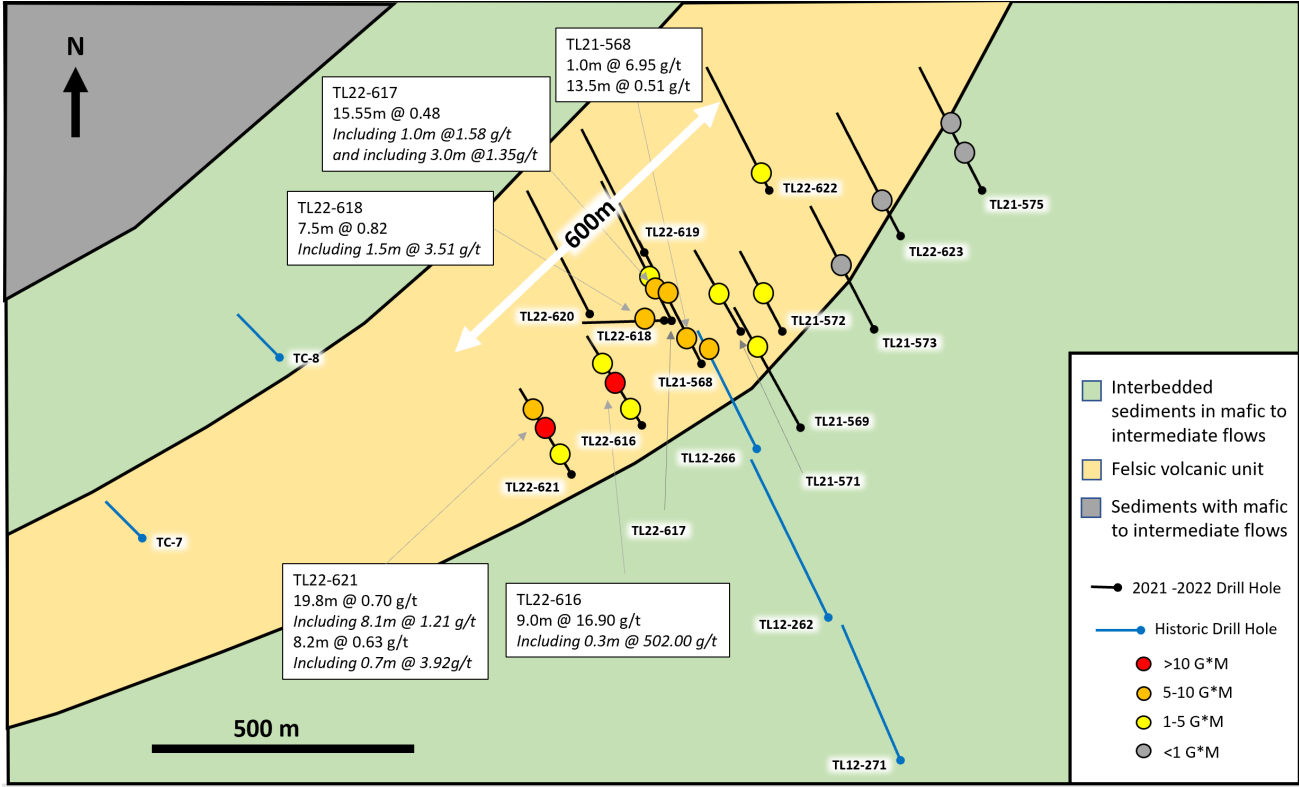 N
TL21-568
1.0m @ 6.95 g/t
13.5m @ 0.51 g/t
TL22-617
15.55m @ 0.48
Including 1.0m @1.58 g/t
and including 3.0m @1.35g/t
TL22-618
7.5m @ 0.82
Including 1.5m @ 3.51 g/t
600m
TL22-622
TL21-575
TL22-619
TL22-623
TL22-620
TL22-618
TL21-572
TL21-573
TC-8
TL21-568
TL21-569
TL22-616
TL12-266
TL21-571
TL22-621
TL22-617
TC-7
TL22-621
19.8m @ 0.70 g/t
Including 8.1m @ 1.21 g/t
8.2m @ 0.63 g/t
Including 0.7m @ 3.92g/t
TL22-616
9.0m @ 16.90 g/t
Including 0.3m @ 502.00 g/t
TL12-262
TL12-271
500 m
Interbedded
sediments in mafic to
intermediate flows
Felsic volcanic unit
Sediments with mafic
to intermediate flows
2021 -2022 Drill Hole
Historic Drill Hole
>10 G*M
5-10 G*M
1-5 G*M
<1 G*M